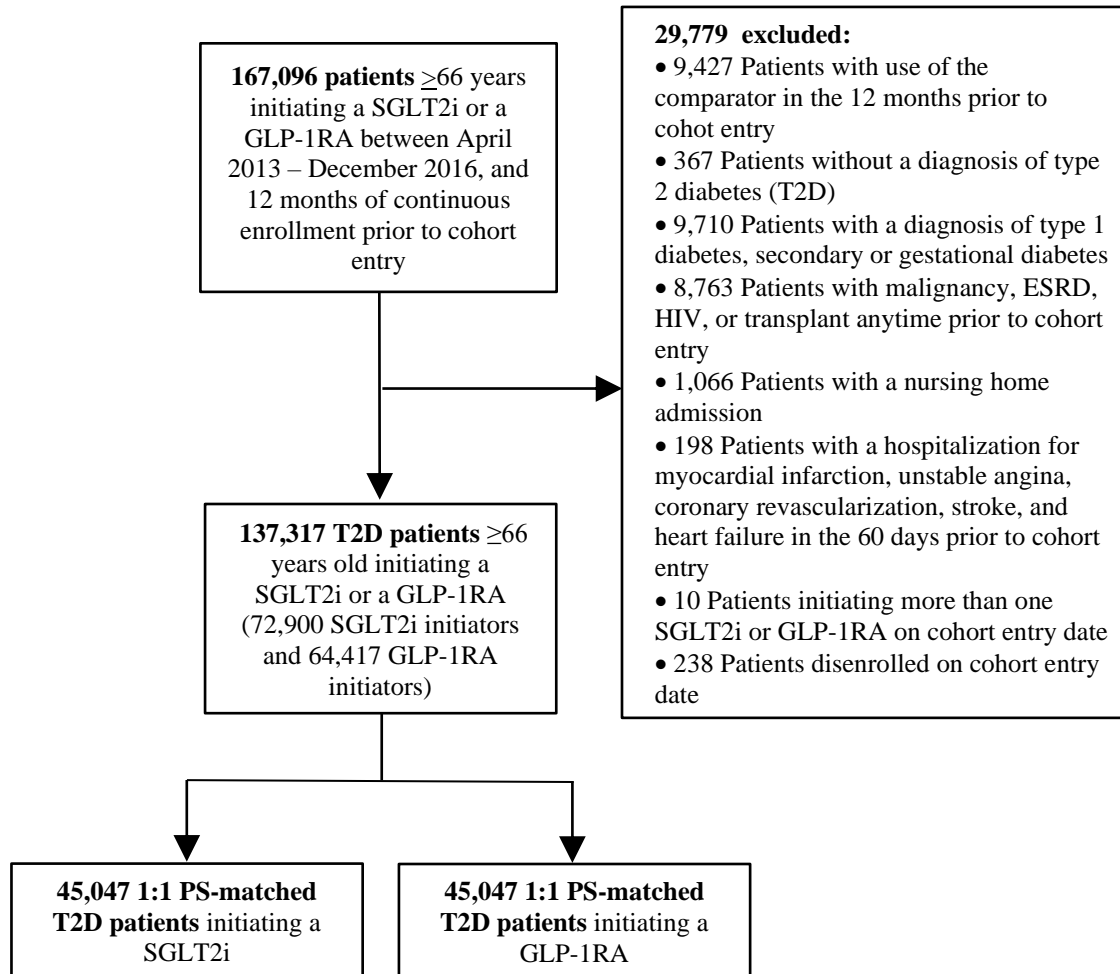 167,096 patients ≥66 years
initiating a SGLT2i or a
GLP-1RA between April
2013 – December 2016, and
12 months of continuous
enrollment prior to cohort
entry
29,779 excluded:
• 9,427 Patients with use of the
comparator in the 12 months prior to
cohot entry
• 367 Patients without a diagnosis of type
2 diabetes (T2D)
• 9,710 Patients with a diagnosis of type 1
diabetes, secondary or gestational diabetes
• 8,763 Patients with malignancy, ESRD,
HIV, or transplant anytime prior to cohort
entry
• 1,066 Patients with a nursing home
admission
• 198 Patients with a hospitalization for
myocardial infarction, unstable angina,
coronary revascularization, stroke, and
heart failure in the 60 days prior to cohort
entry
• 10 Patients initiating more than one
SGLT2i or GLP-1RA on cohort entry date
• 238 Patients disenrolled on cohort entry
date
137,317 T2D patients ≥66
years old initiating a
SGLT2i or a GLP-1RA
(72,900 SGLT2i initiators
and 64,417 GLP-1RA
initiators)
45,047 1:1 PS-matched
T2D patients initiating a
SGLT2i
45,047 1:1 PS-matched
T2D patients initiating a
GLP-1RA